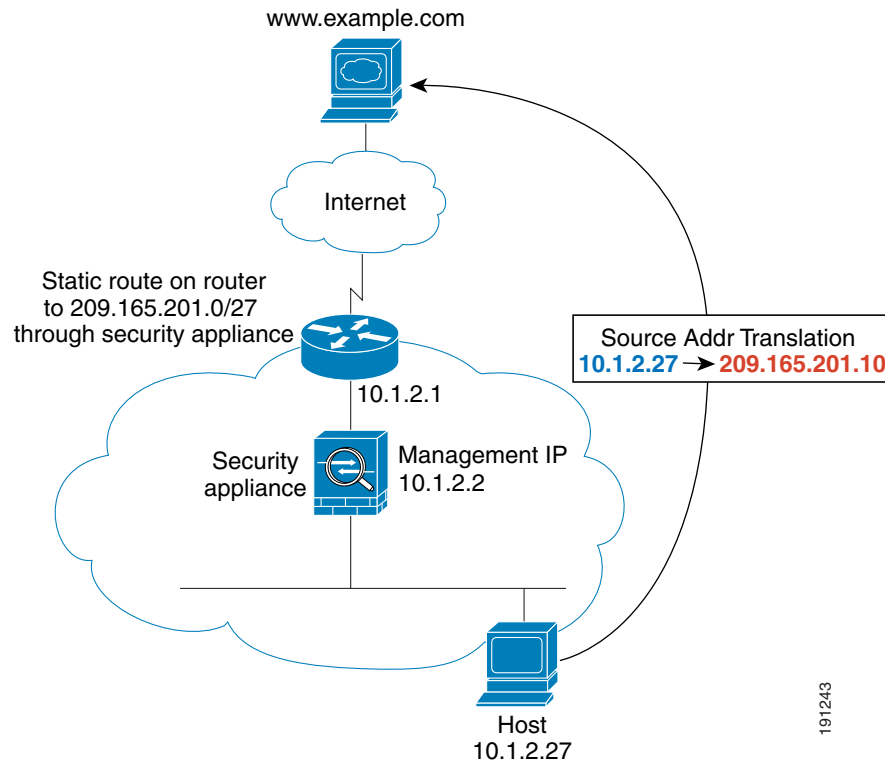 www.example.com
Internet
Static route on router
to 209.165.201.0/27
through security appliance
Source Addr Translation
10.1.2.27 → 209.165.201.10
10.1.2.1
Security
appliance
Management IP
10.1.2.2
Host
10.1.2.27
191243